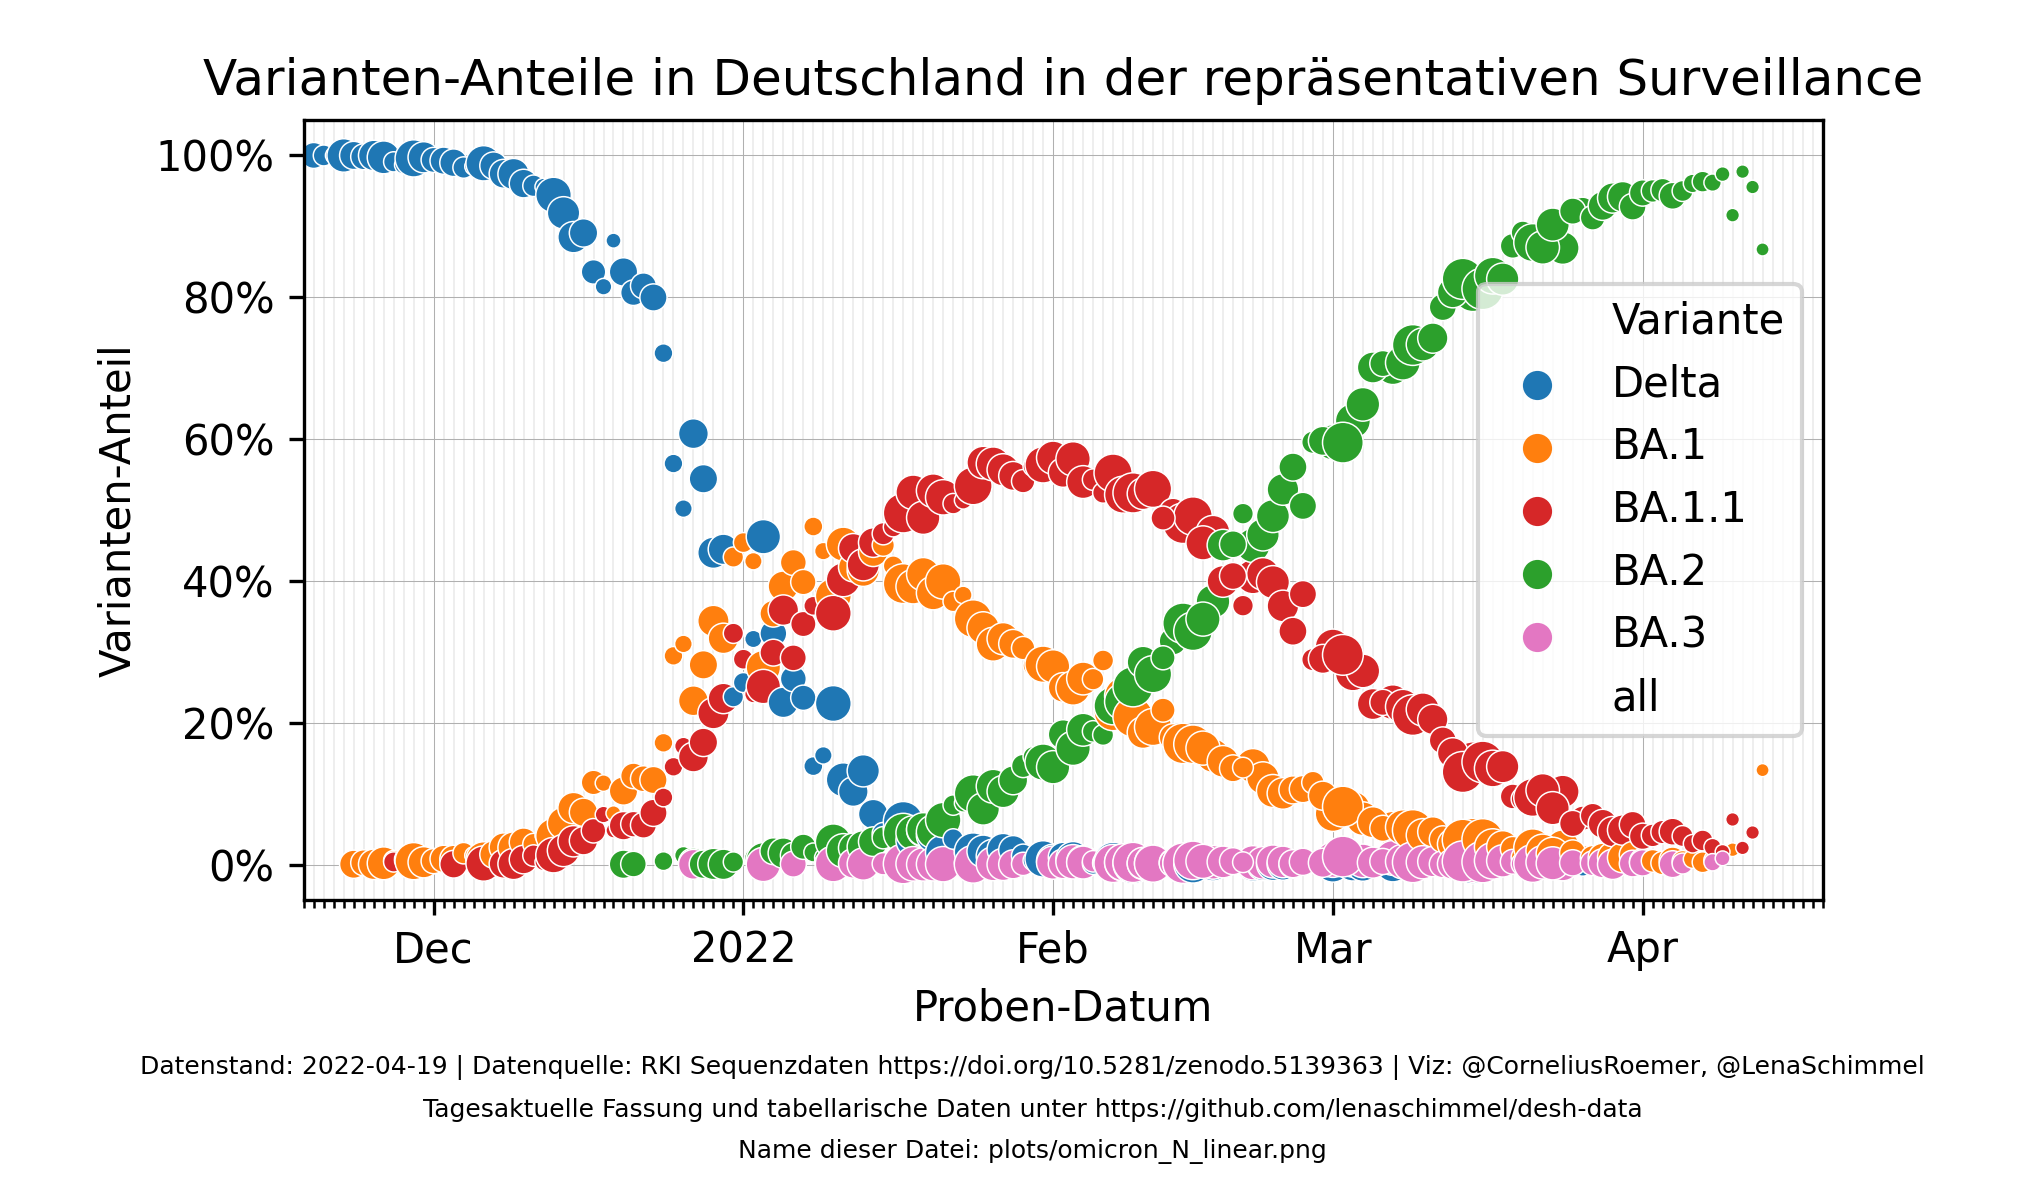 Varianten-Anteile in Deutschland in der repräsentativen Surveillance
Varianten-Anteil
100%
80%
60%
40%
20%
0%
Variante
Delta
BA.1
BA.1.1
BA.2
BA.3
all
Dec
2022
Feb
Mar
Apr
Proben-Datum
Datenstand: 2022-04-19 | Datenquelle: RKI Sequenzdaten https://doi.org/10.5281/zenodo.5139363 | Viz: @CorneliusRoemer, @LenaSchimmel
Tagesaktuelle Fassung und tabellarische Daten unter https://github.com/lenaschimmel/desh-data
Name dieser Datei: plots/omicron_N_linear.png